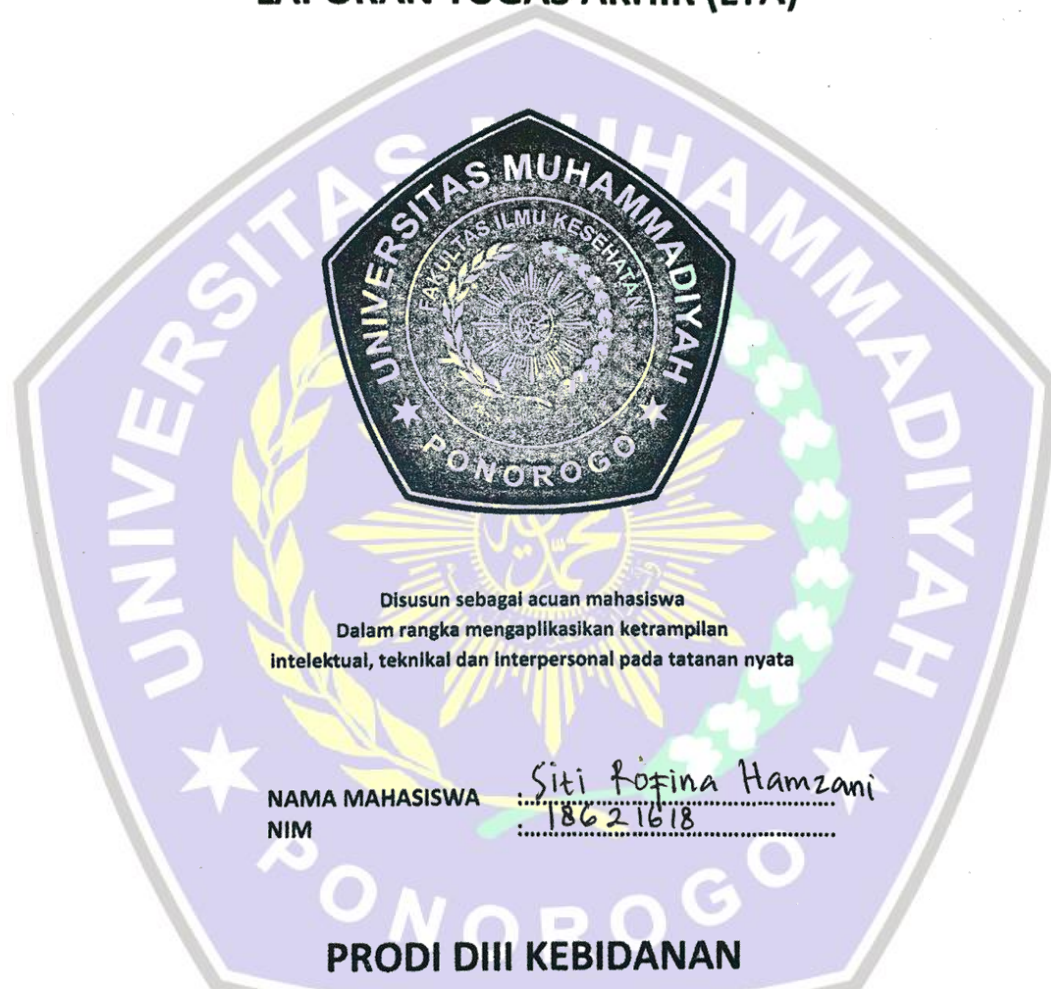 LAPORAN TUGAS AKHIR (LTA)
UNIVERSITAS MUHAMMADIYAH
FAKULTAS ILMU KESEHATAN
PONOROGO
UNIVERSITAS MUHAMMADIYAH
PONOROGO
Disusun sebagai acuan mahasiswa
Dalam rangka mengaplikasikan ketrampilan
intelektual, teknikal dan interpersonal pada tatanan nyata
NAMA MAHASISWA : Siti Rofina Hamzani
NIM : 18621618
PRODI DIII KEBIDANAN